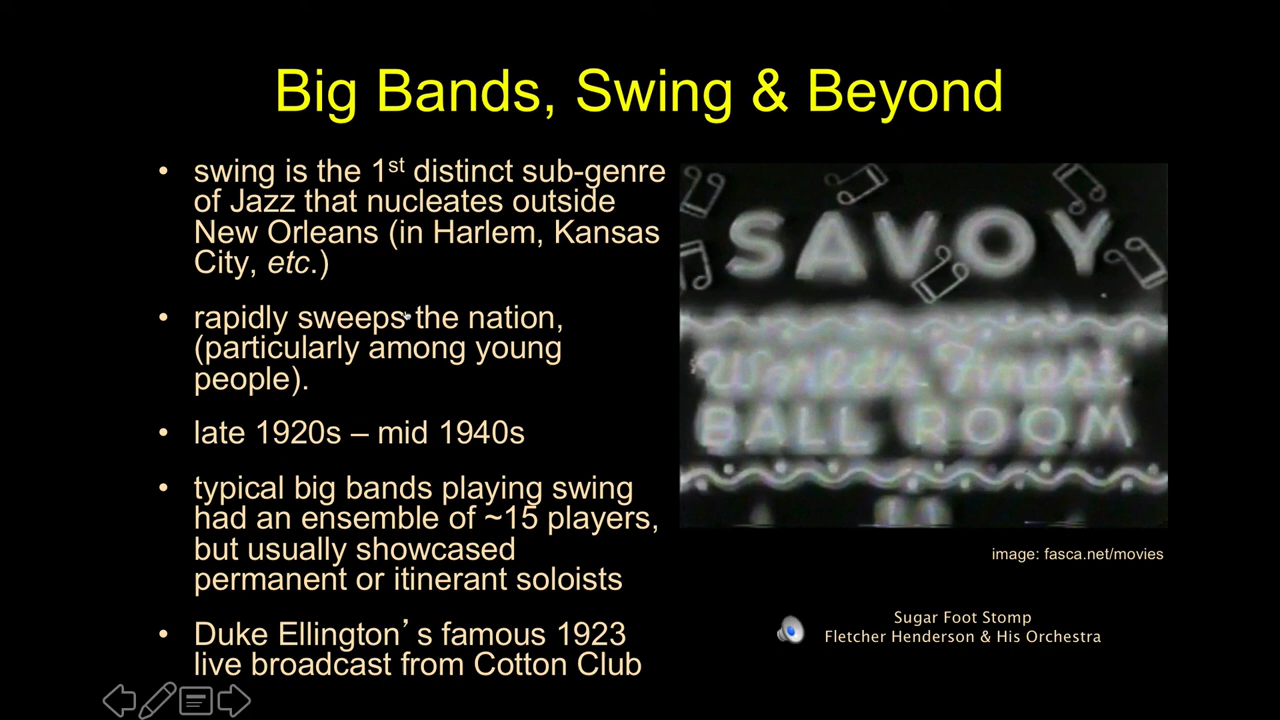 Big Bands, Swing & Beyond
• swing is the 1st distinct sub-genre
of Jazz that nucleates outside
New Orleans (in Harlem, Kansas
City, etc.)
• rapidly sweeps the nation,
(particularly among young
people).
• late 1920s – mid 1940s
• typical big bands playing swing
had an ensemble of ~15 players,
but usually showcased
permanent or itinerant soloists
• Duke Ellington’s famous 1923
live broadcast from Cotton Club
SAVOY
World's Finest
BALL ROOM
image: fasca.net/movies
Sugar Foot Stomp
Fletcher Henderson & His Orchestra